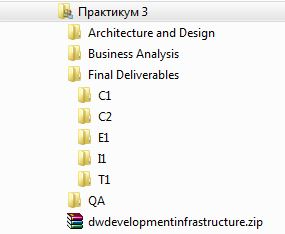 Практикум 3
Architecture and Design
Business Analysis
Final Deliverables
C1
C2
E1
I1
T1
QA
dwdevelopmentinfrastructure.zip